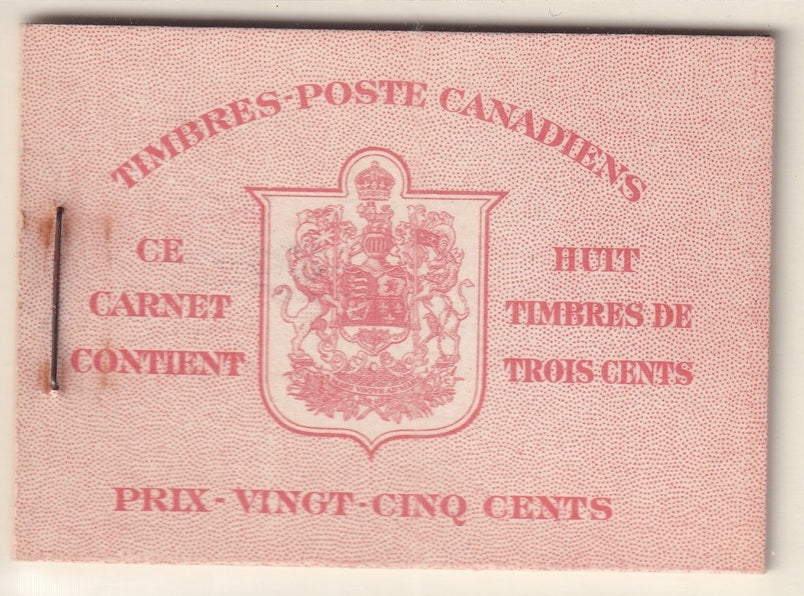 TIMBRES-POSTE CANADIENS
CE
CARNET
CONTIENT
HUIT
TIMBRES DE
TROIS CENTS
PRIX - VINGT-CINQ CENTS